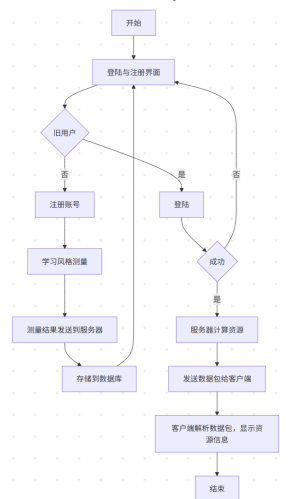 开始
登陆与注册界面
旧用户
否
是
否
注册账号
登陆
学习风格测量
成功
是
测量结果发送到服务器
服务器计算资源
存储到数据库
发送数据包给客户端
客户端解析数据包，显示资
源信息
结束